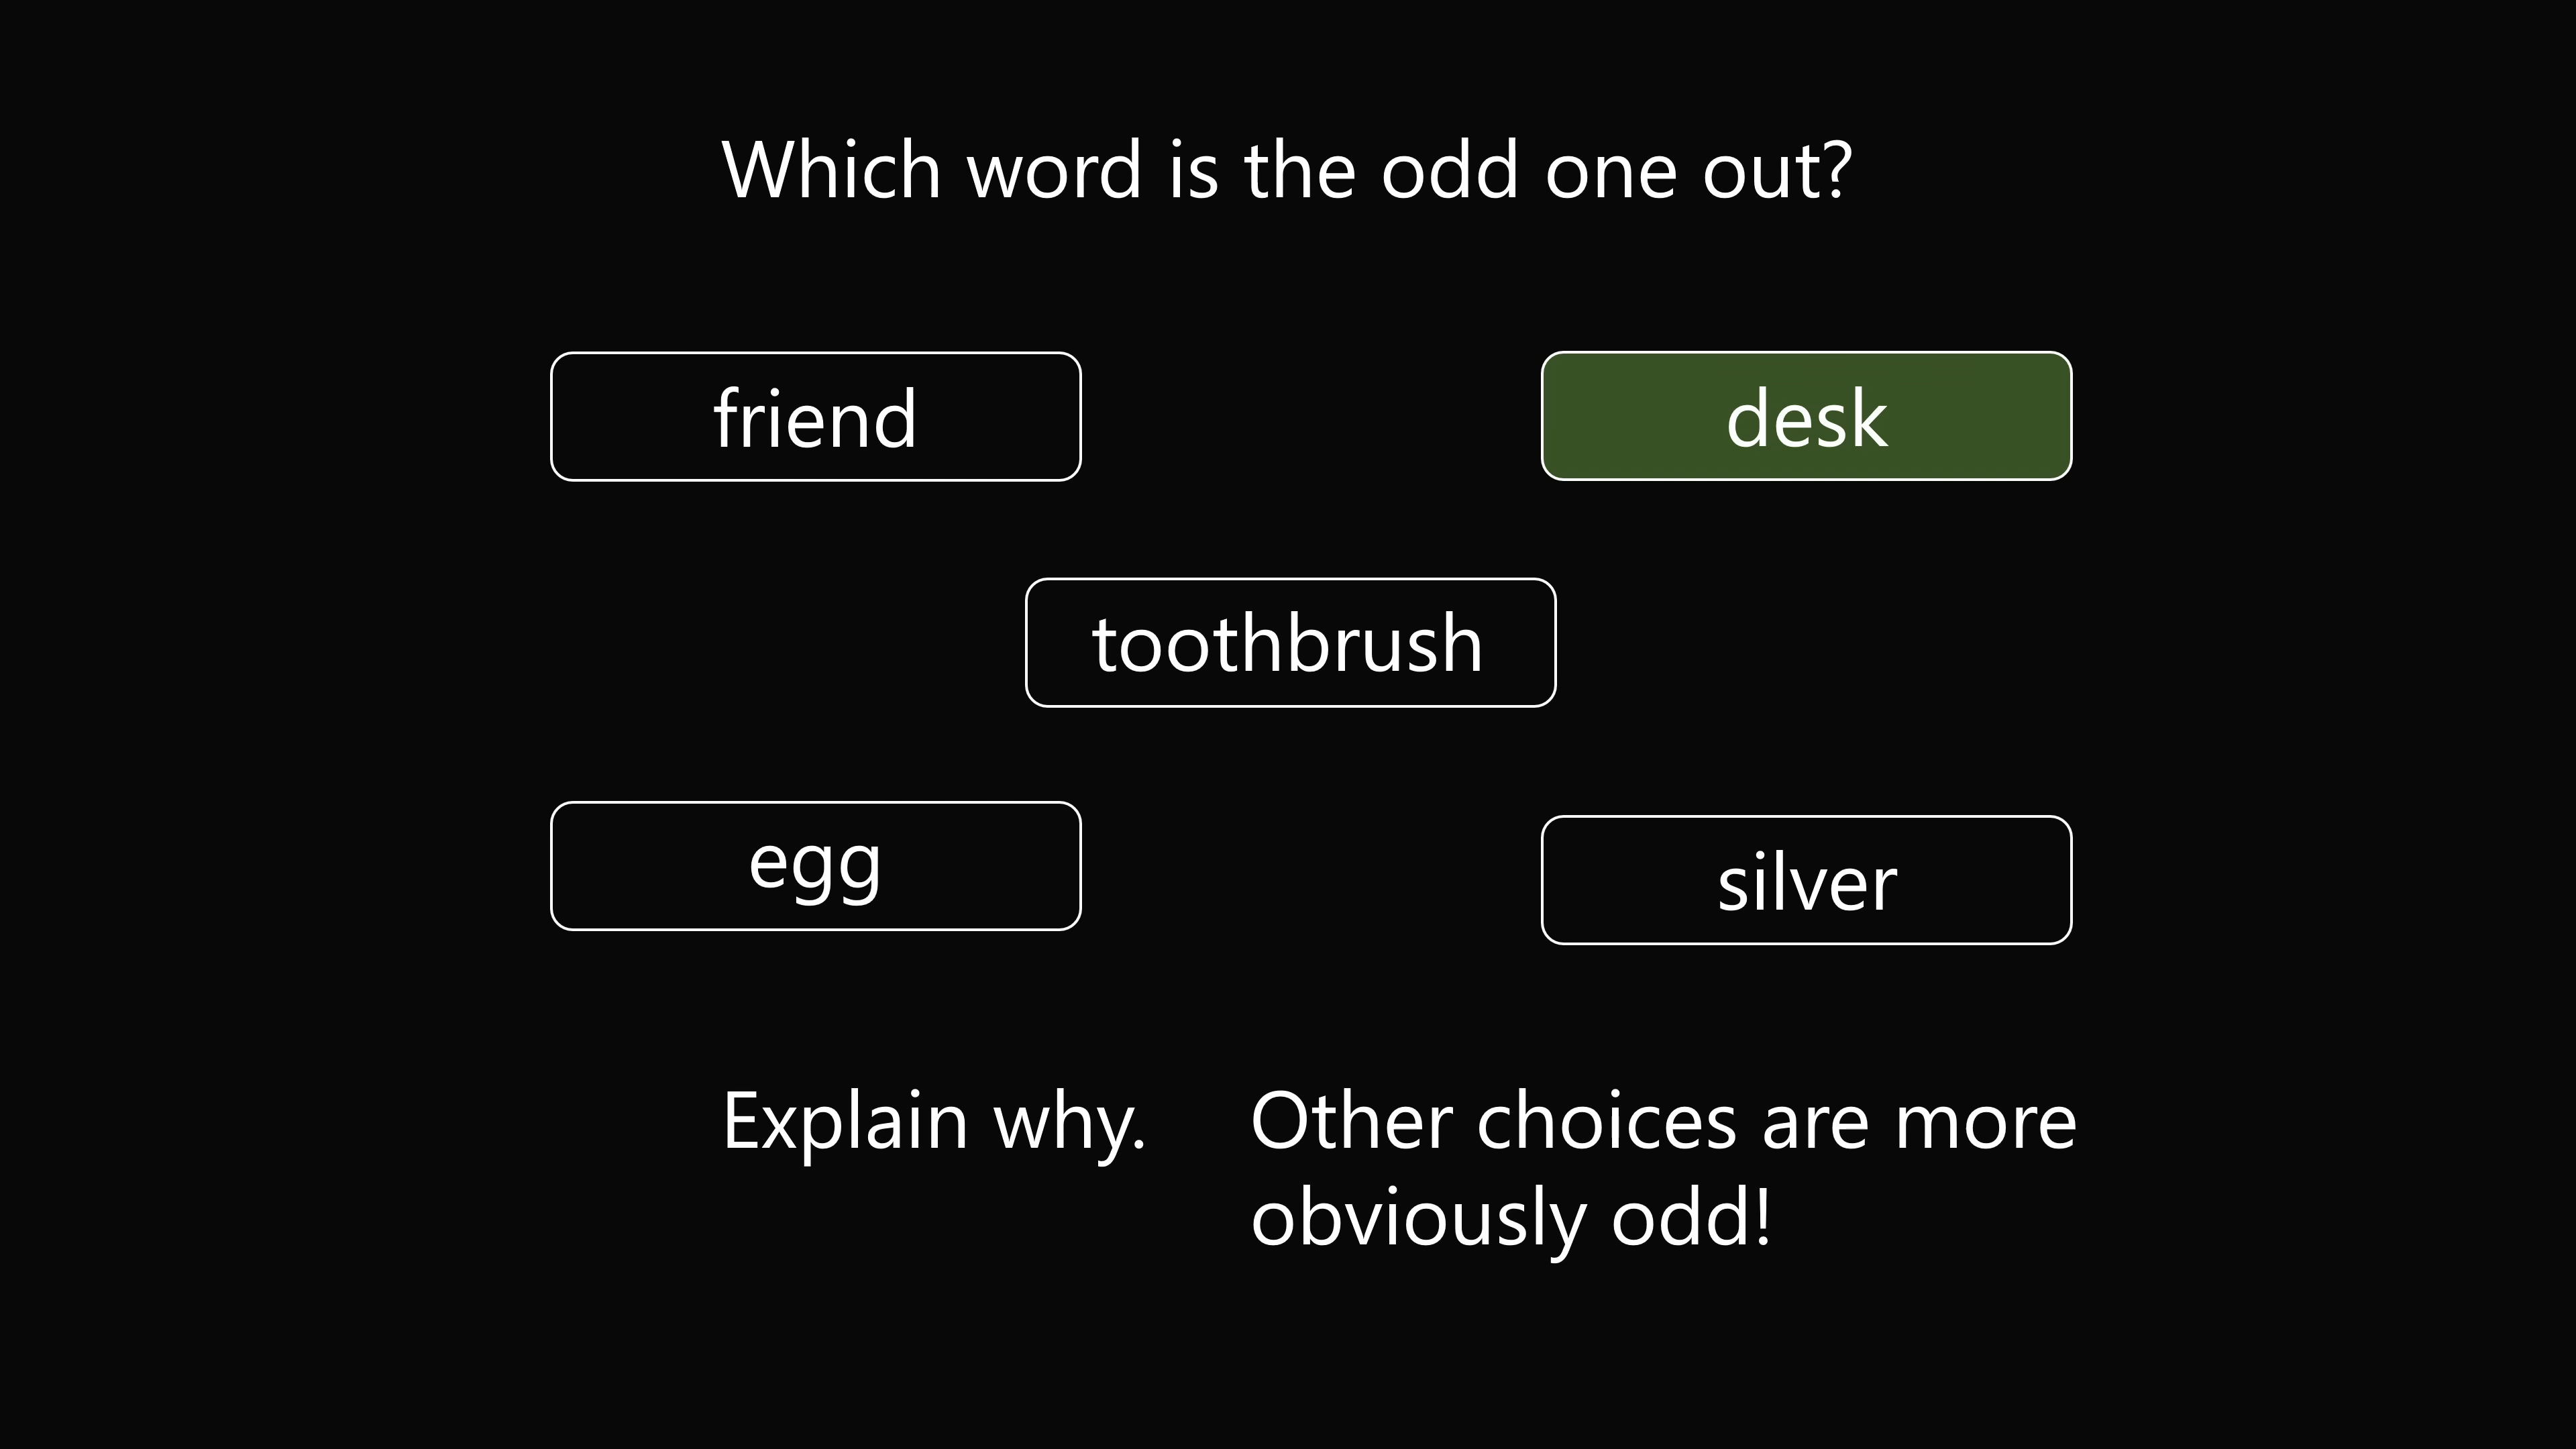 Which word is the odd one out?
friend
desk
toothbrush
egg
silver
Explain why.
Other choices are more
obviously odd!